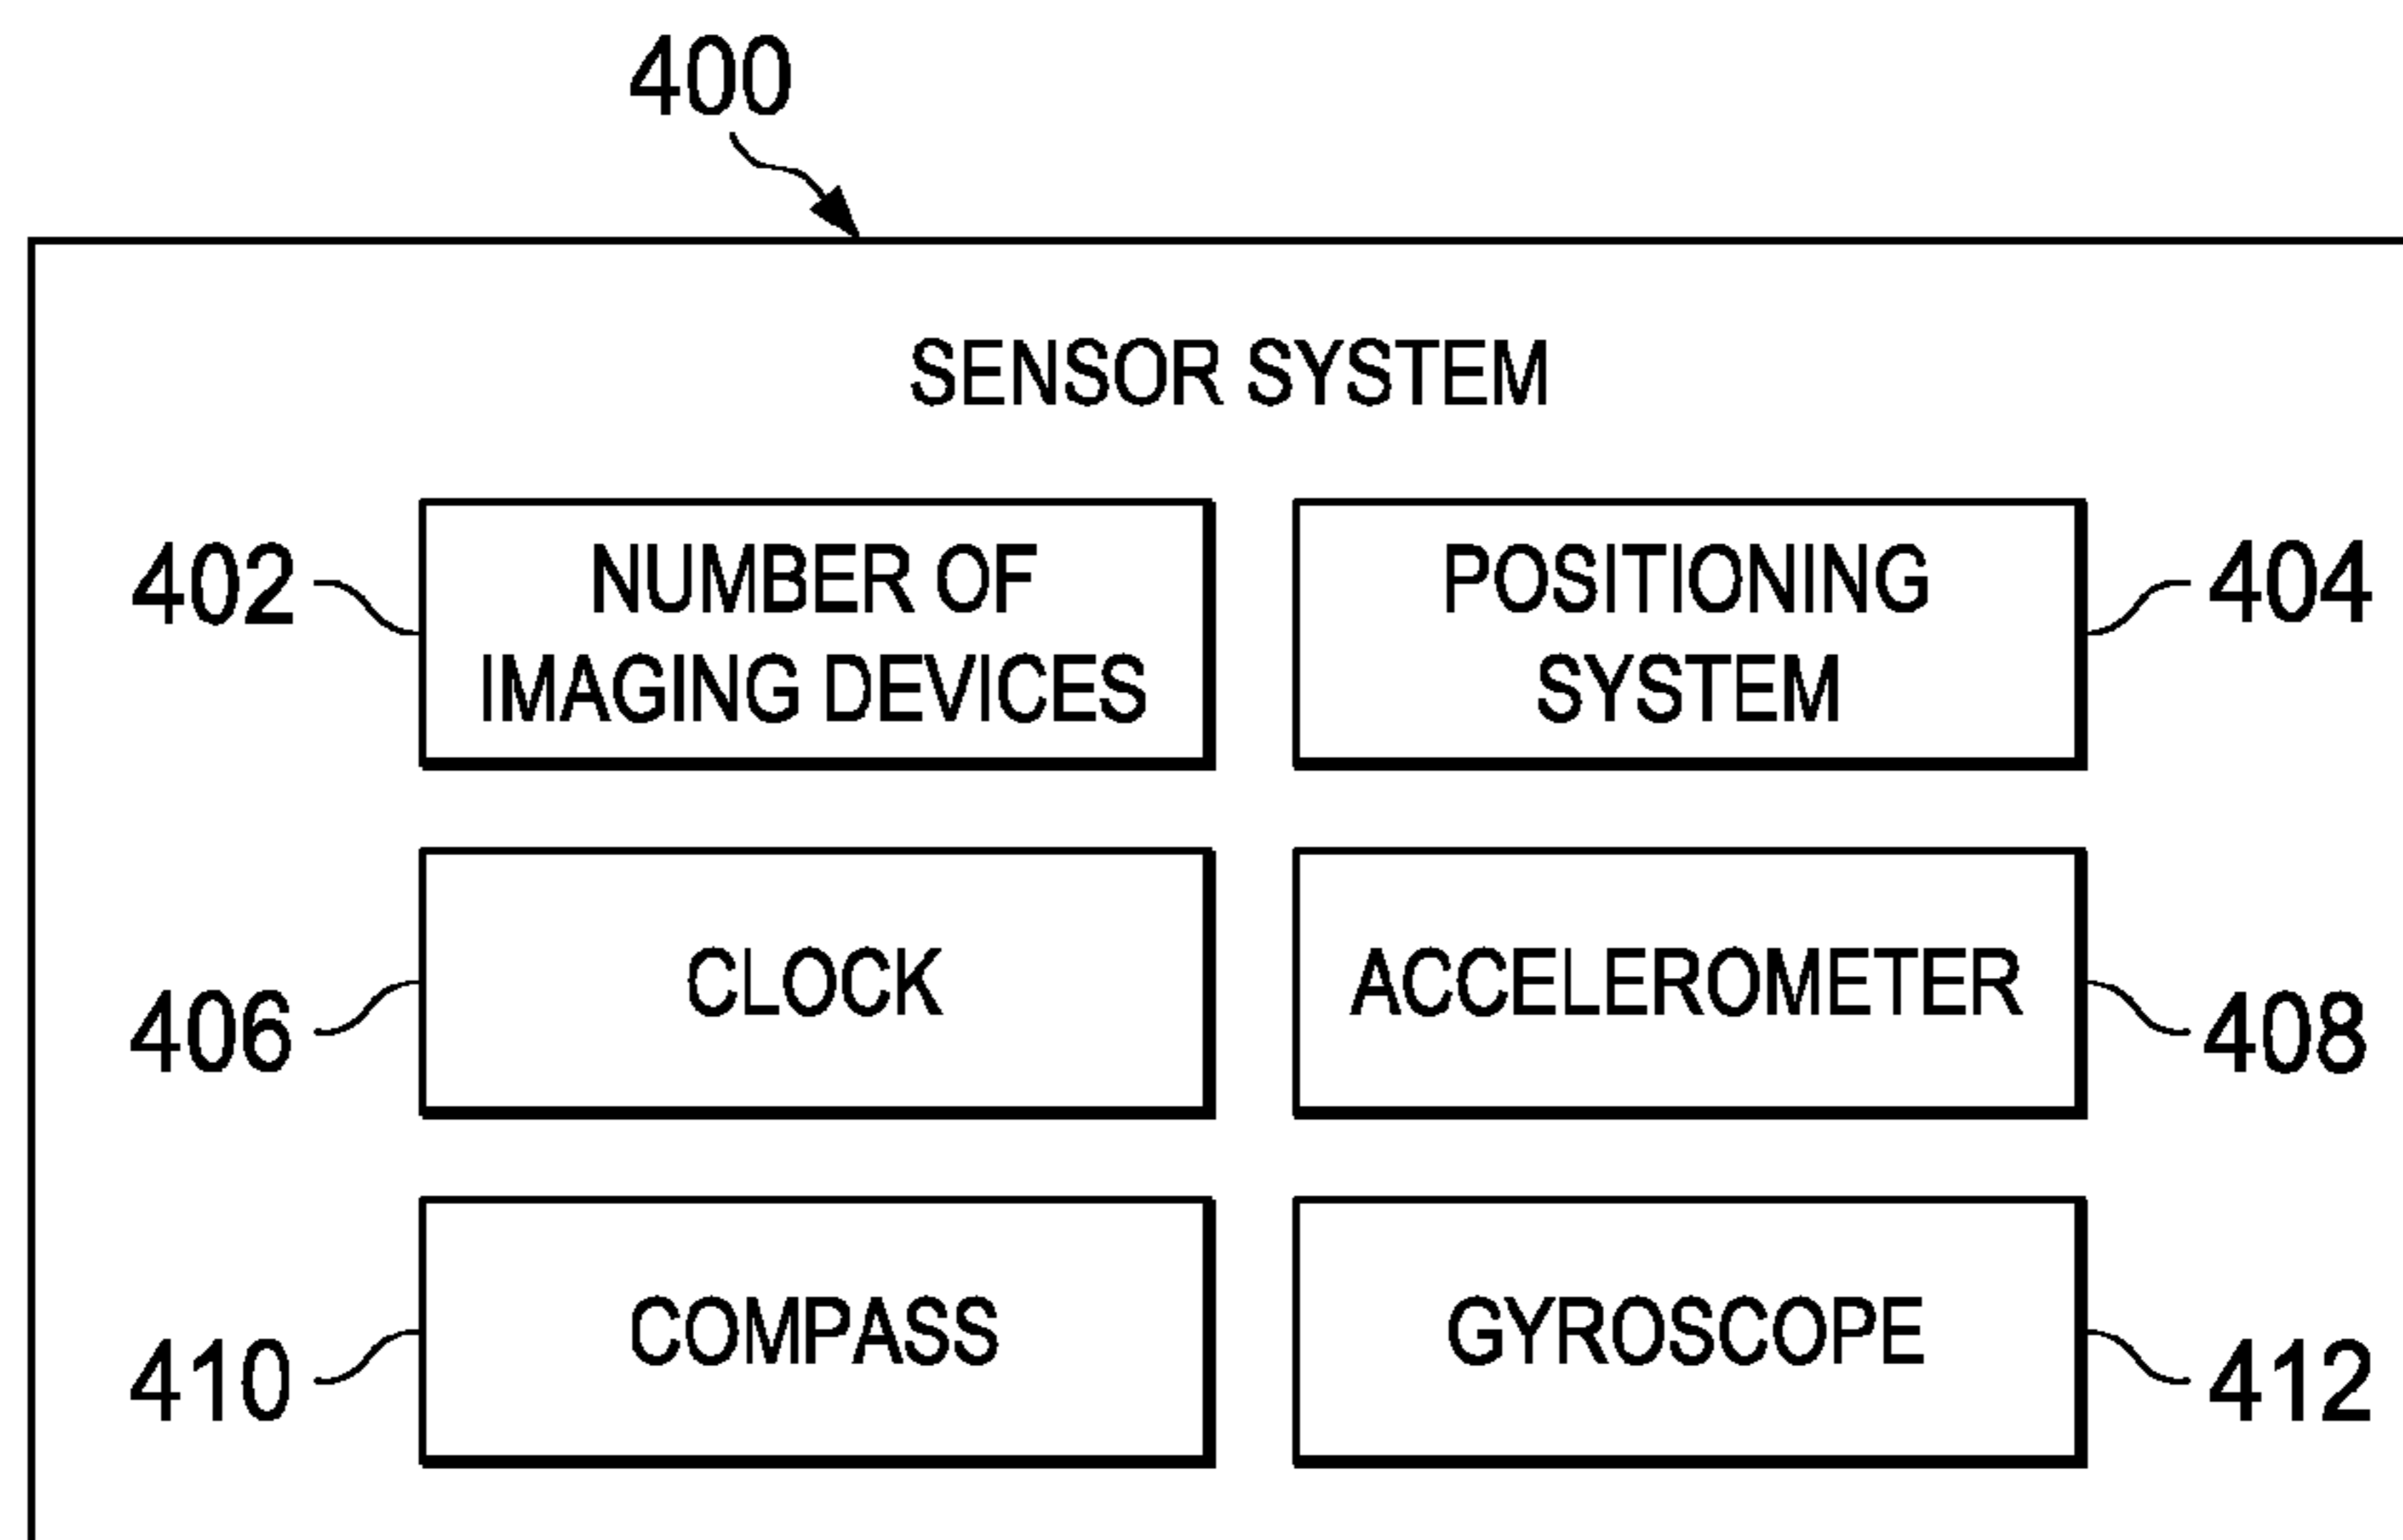 400
SENSOR SYSTEM
402
NUMBER OF
IMAGING DEVICES
POSITIONING
SYSTEM
404
406
CLOCK
ACCELEROMETER
408
410
COMPASS
GYROSCOPE
412